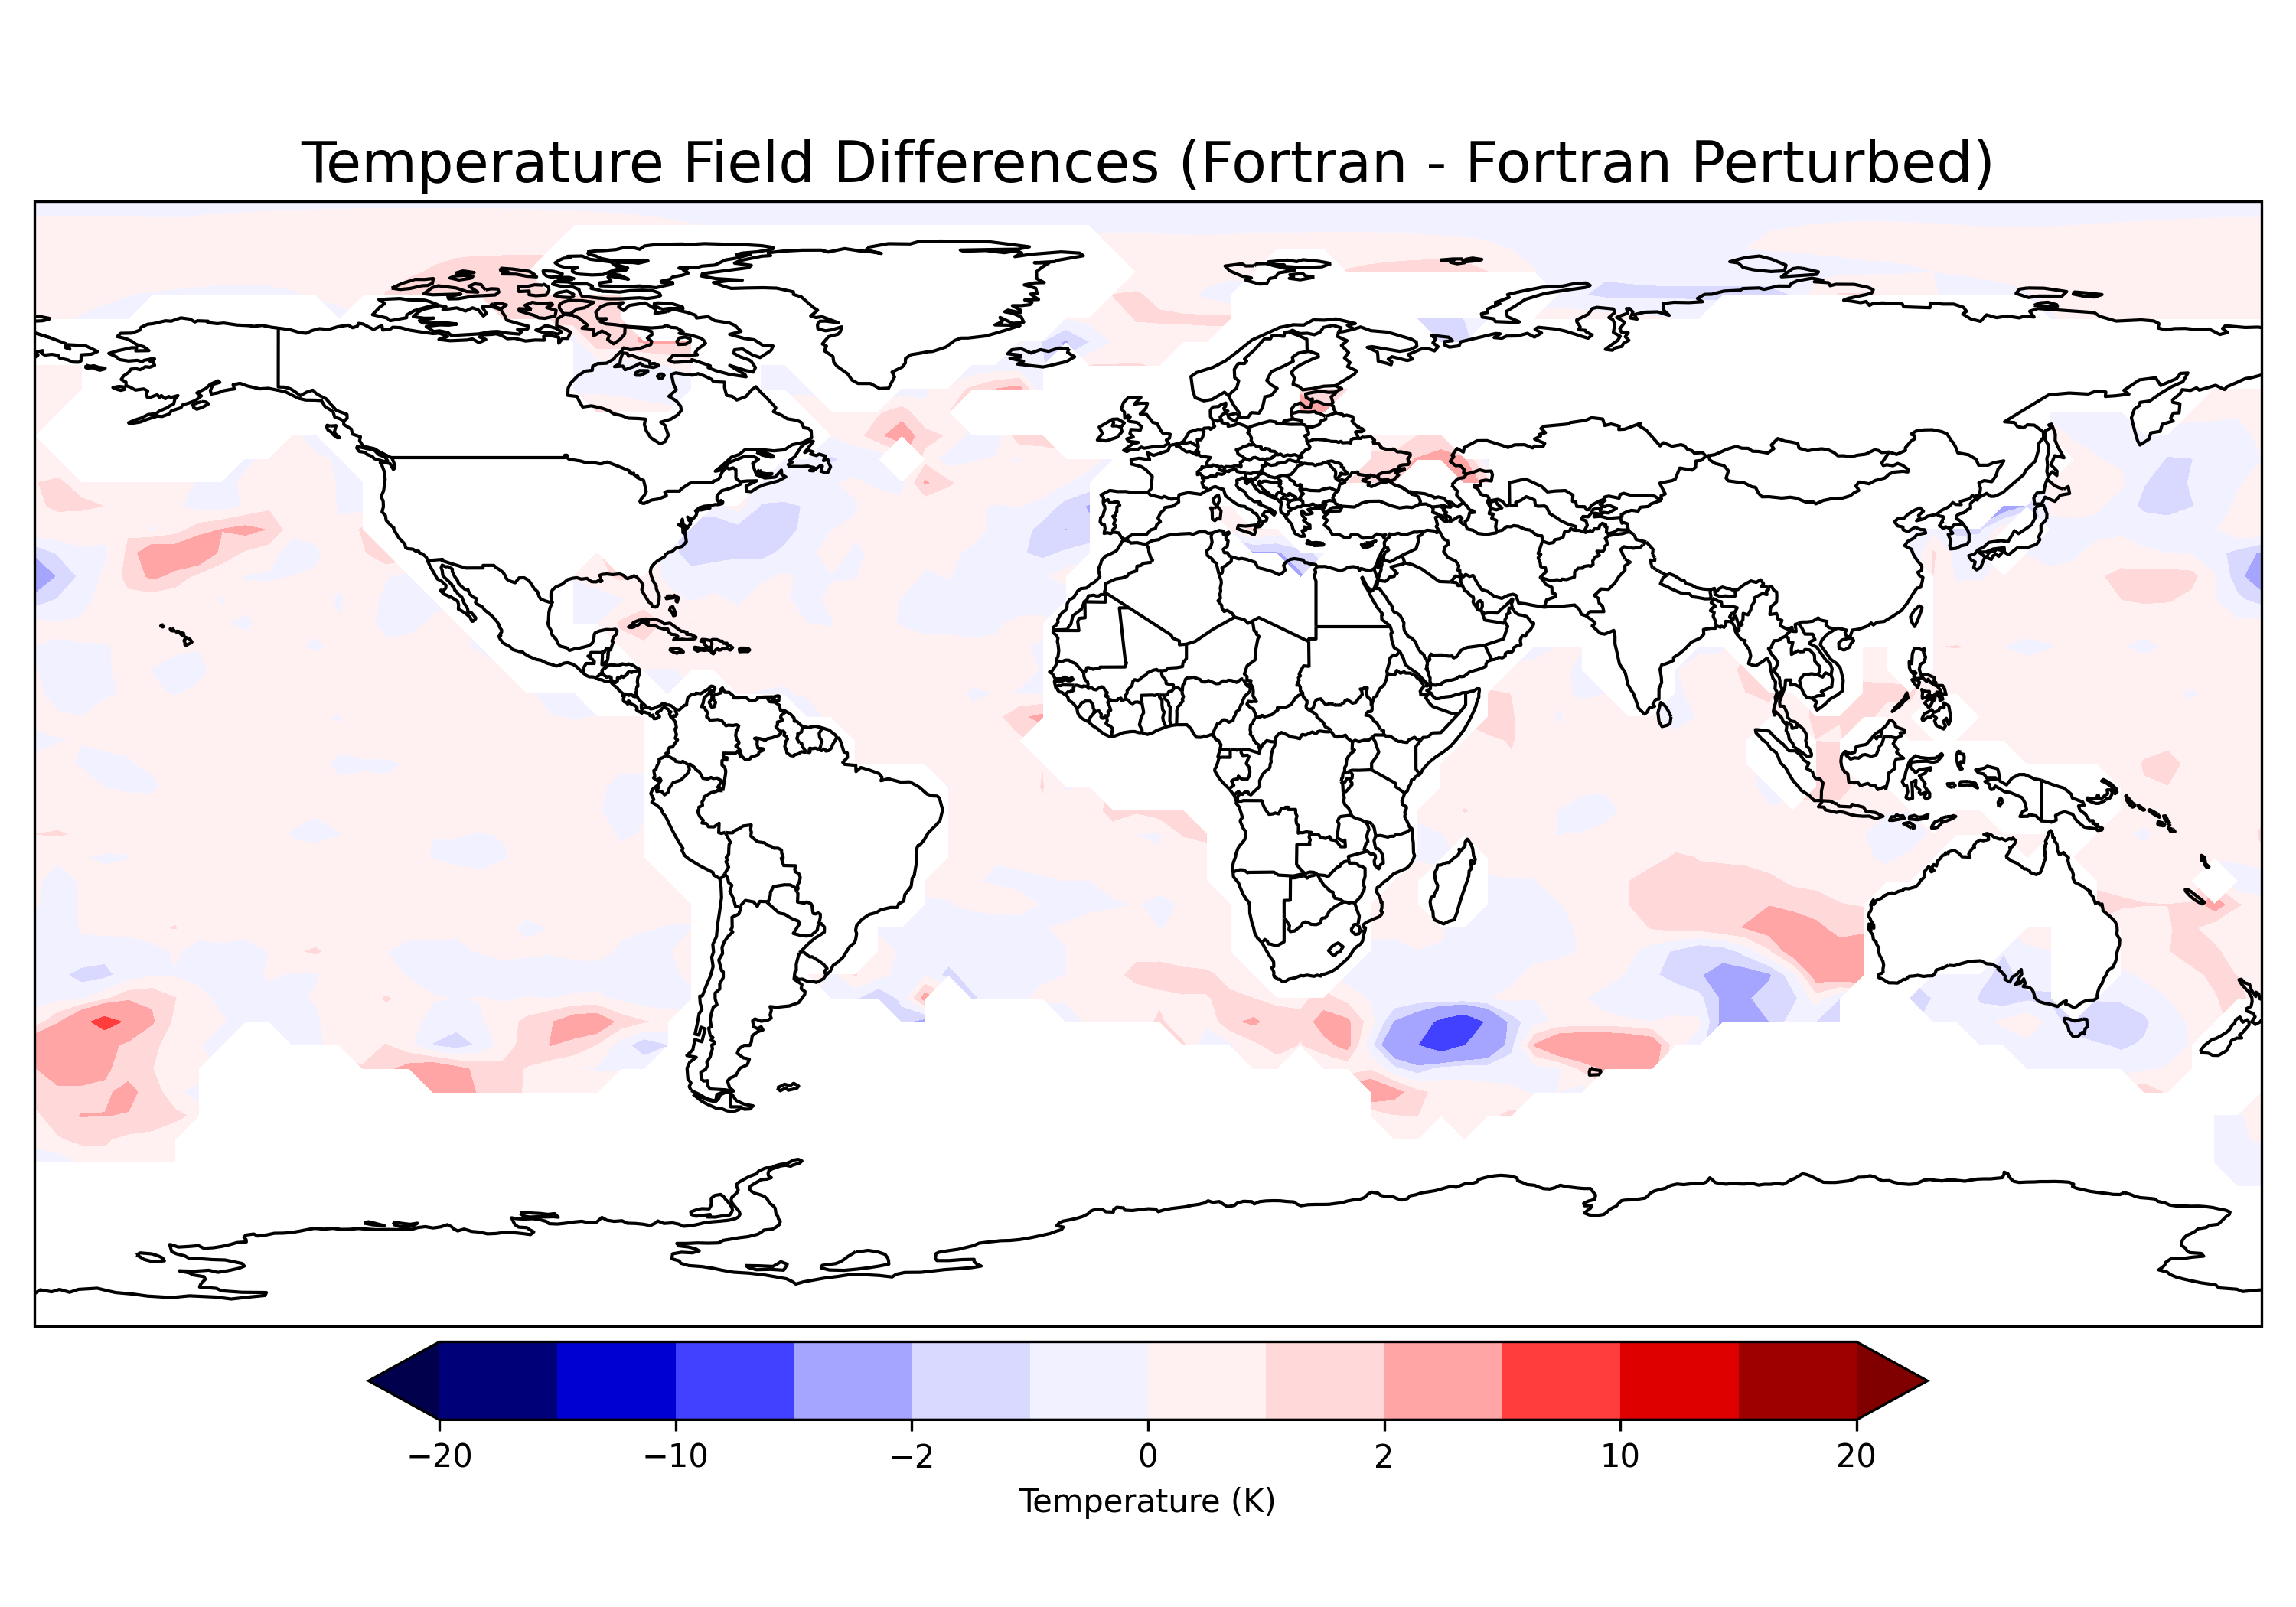 Temperature Field Differences (Fortran - Fortran Perturbed)
−20 −10 −2 0 2 10 20
Temperature (K)